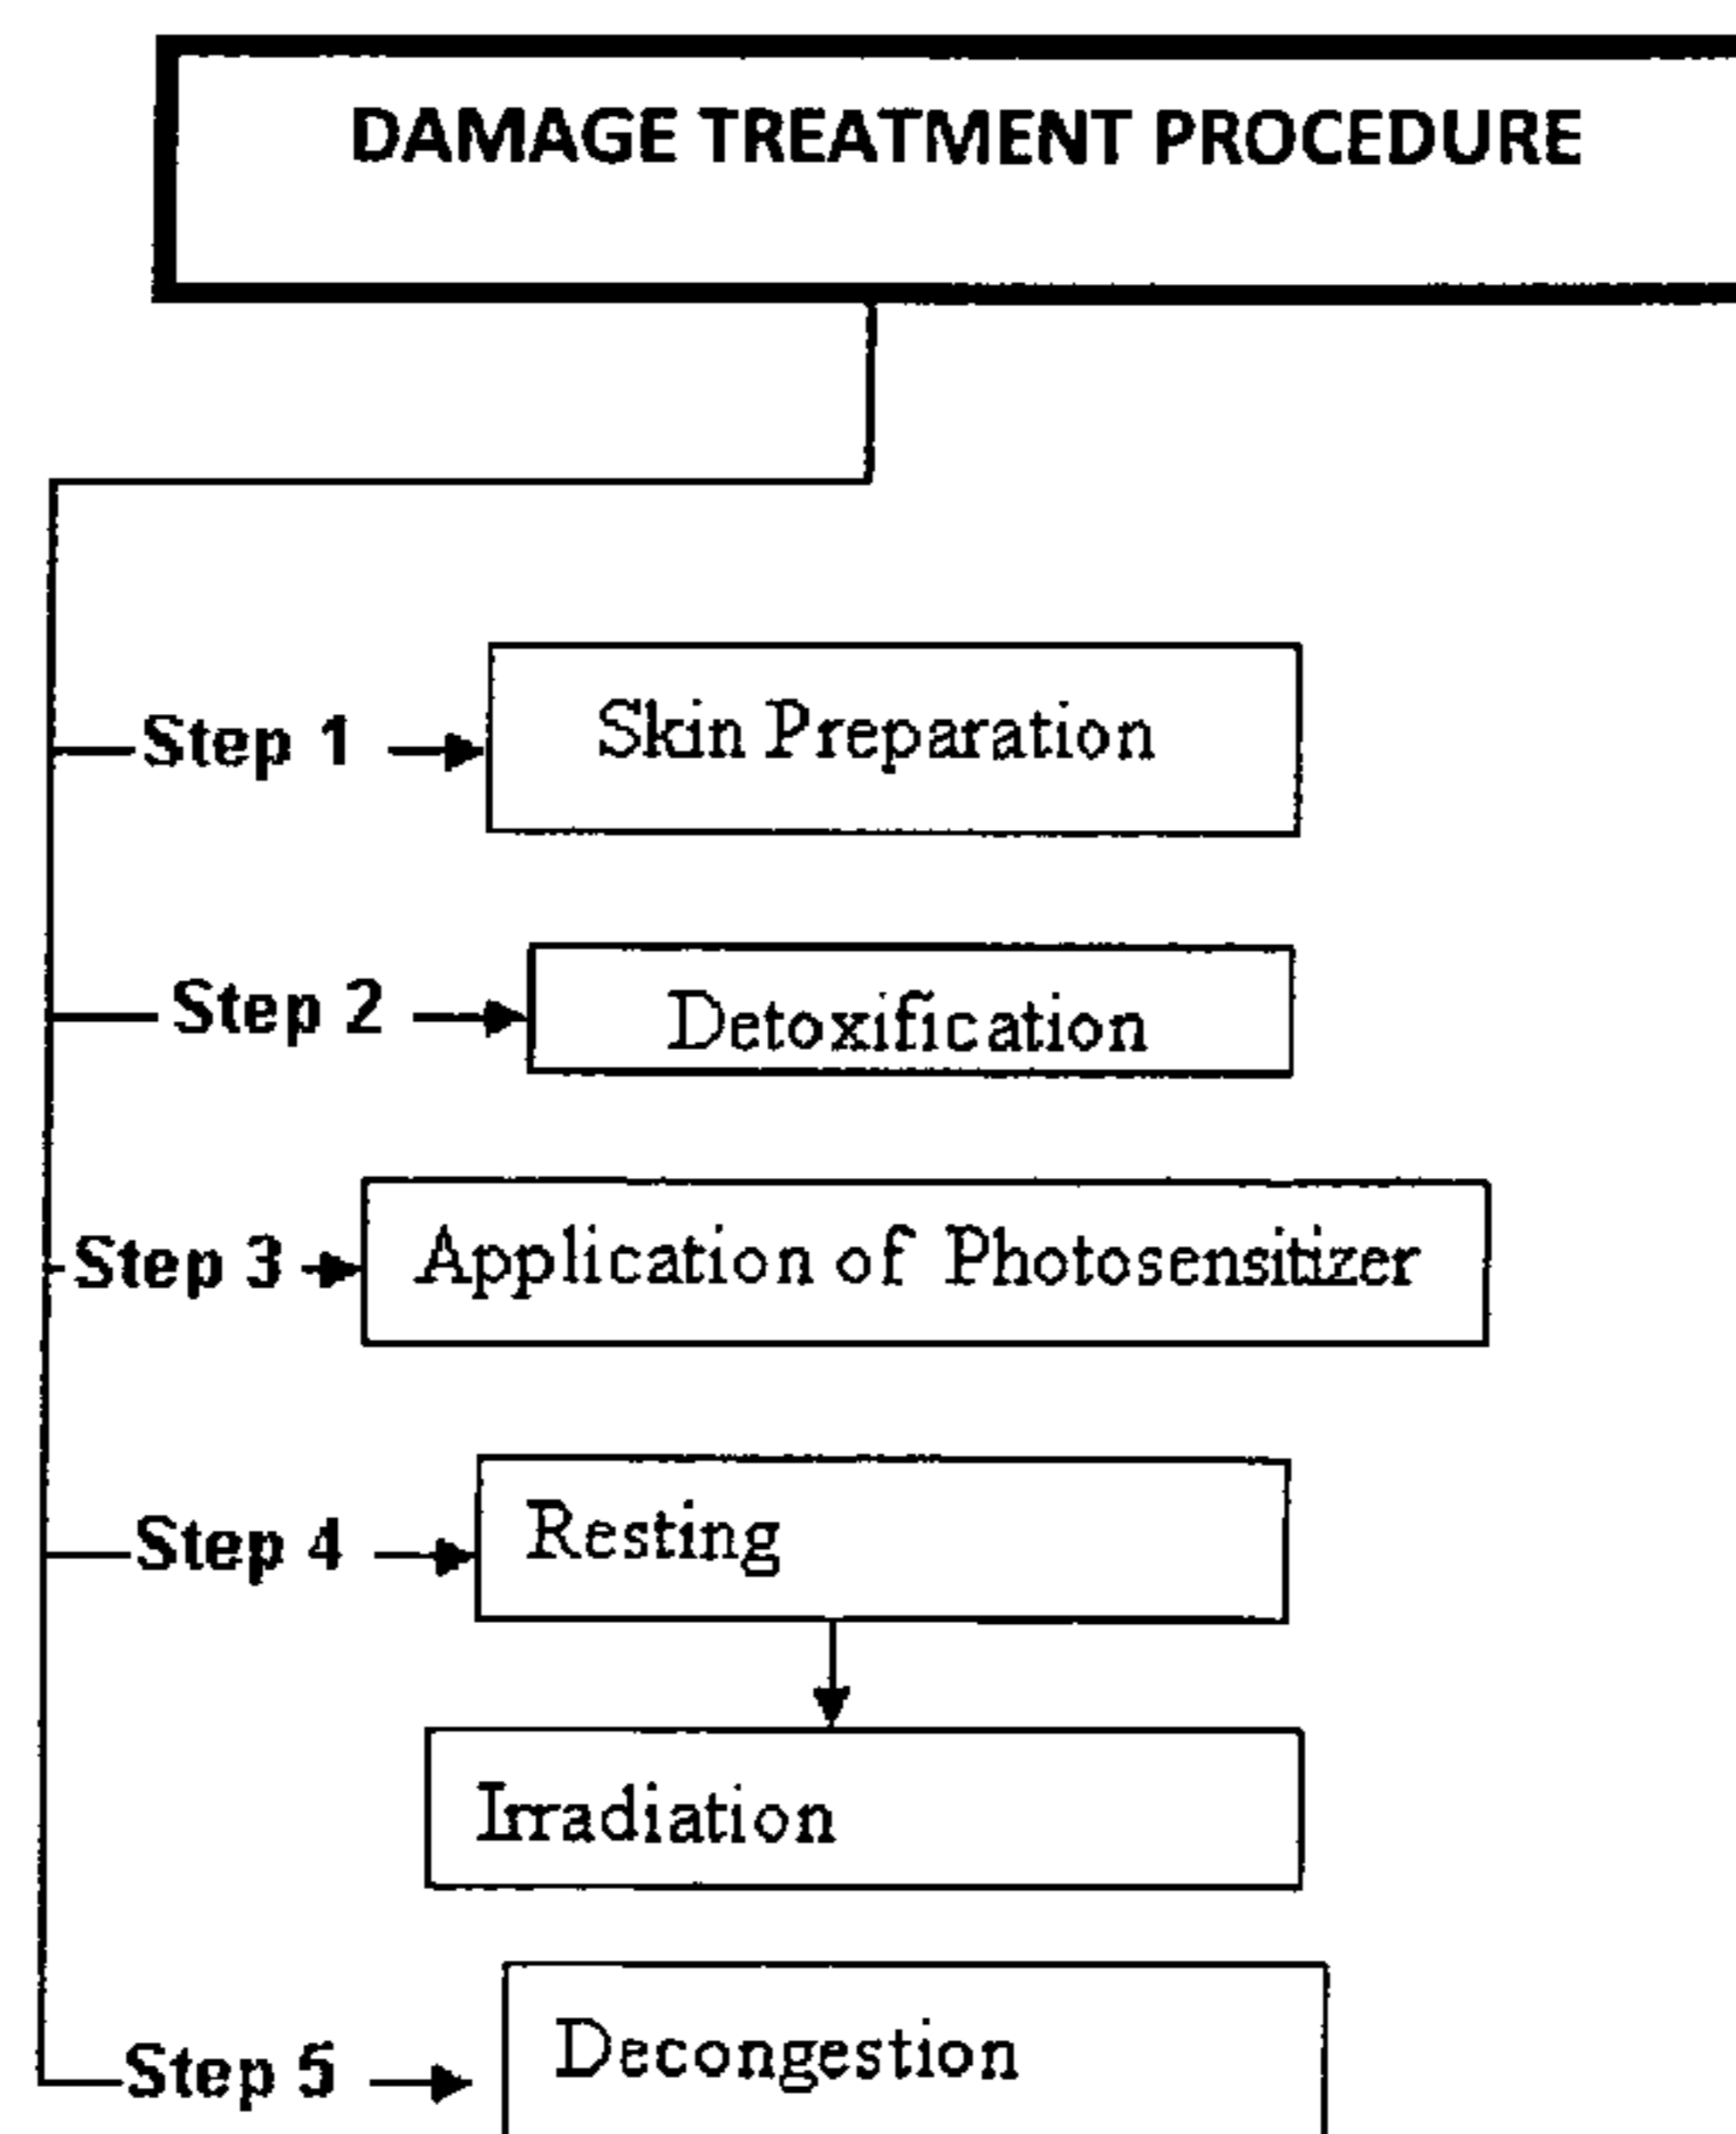 DAMAGE TREATMENT PROCEDURE
Step 1 Skin Preparation
Step 2 Detoxification
Step 3 Application of Photosensitizer
Step 4 Resting
Irradiation
Step 5 Decongestion